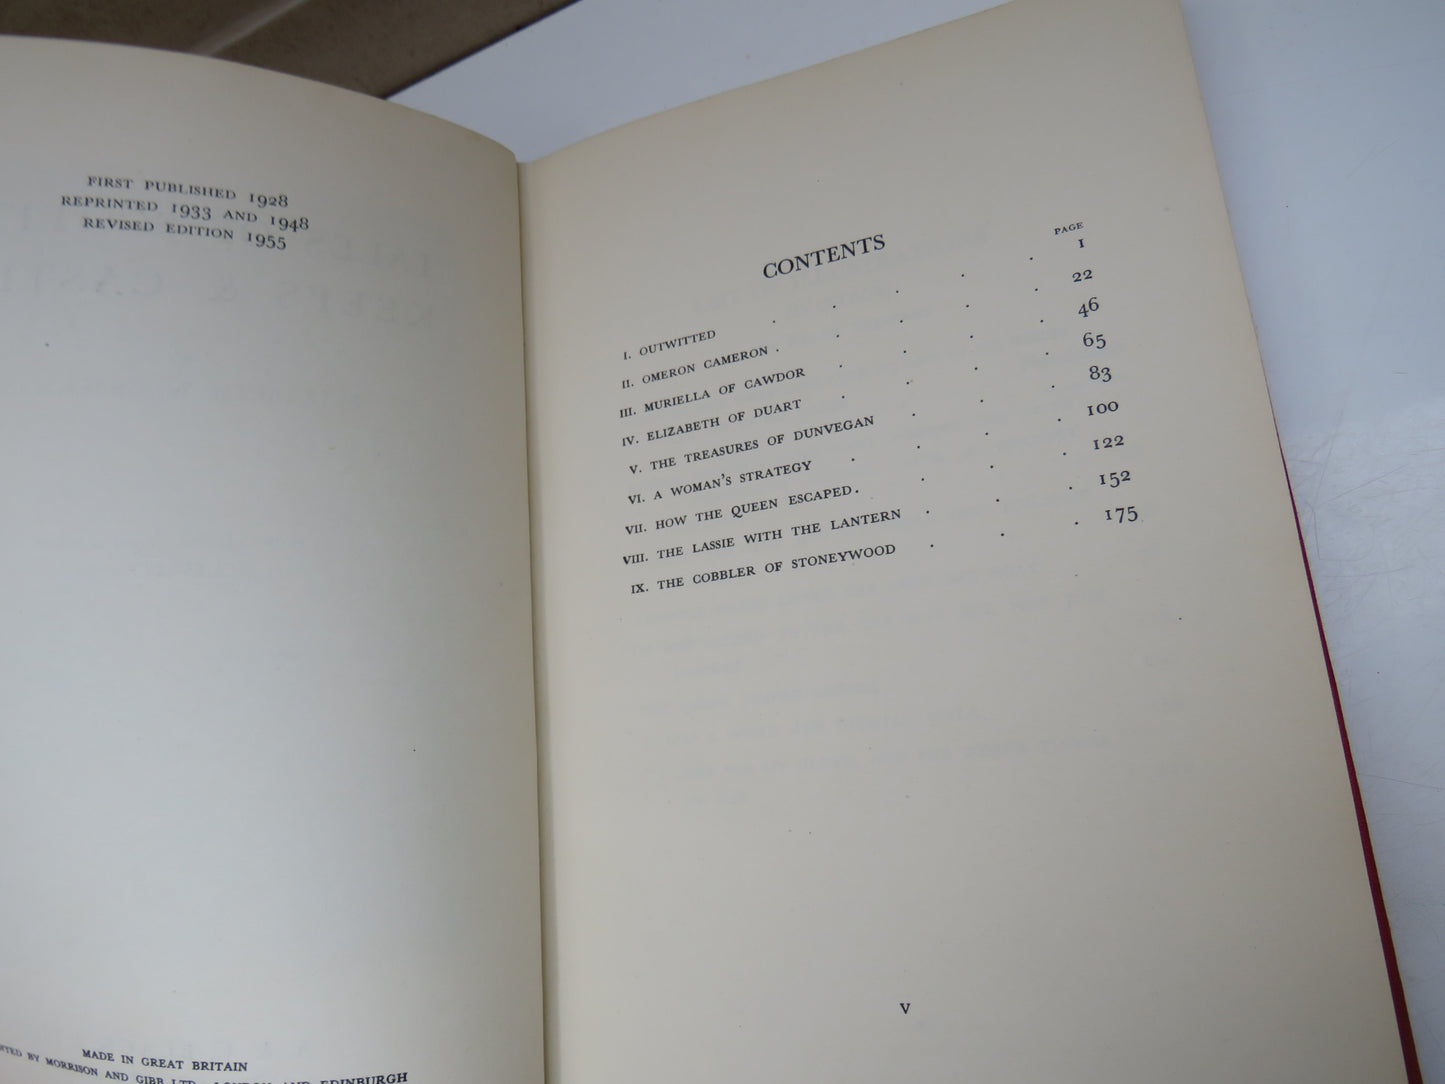 FIRST PUBLISHED 1928
REPRINTED 1933 AND 1948
REVISED EDITION 1955
MADE IN GREAT BRITAIN
BY MORRISON AND GIBB LTD., LONDON AND EDINBURGH
CONTENTS
PAGE
I. OUTWITTED . . . . . 1
II. OMERON CAMERON . . . . . 22
III. MURIELLA OF CAWDOR . . . . 46
IV. ELIZABETH OF DUART . . . . 65
V. THE TREASURES OF DUNVEGAN . . . 83
VI. A WOMAN'S STRATEGY . . . . 100
VII. HOW THE QUEEN ESCAPED . . . . 122
VIII. THE LASSIE WITH THE LANTERN . . . 152
IX. THE COBBLER OF STONEYWOOD . . . 175
V